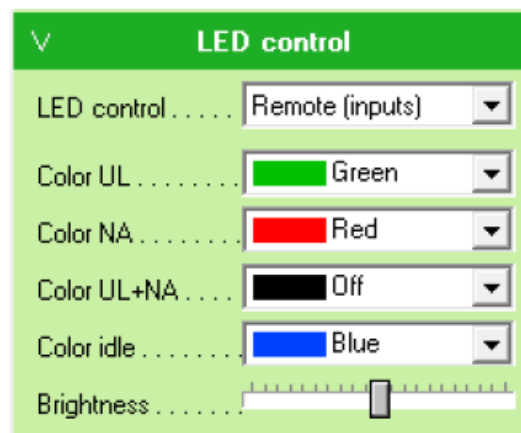 V LED control
LED control..... Remote (inputs)
Color UL........ Green
Color NA........ Red
Color UL+NA.... Off
Color idle........ Blue
Brightness.......